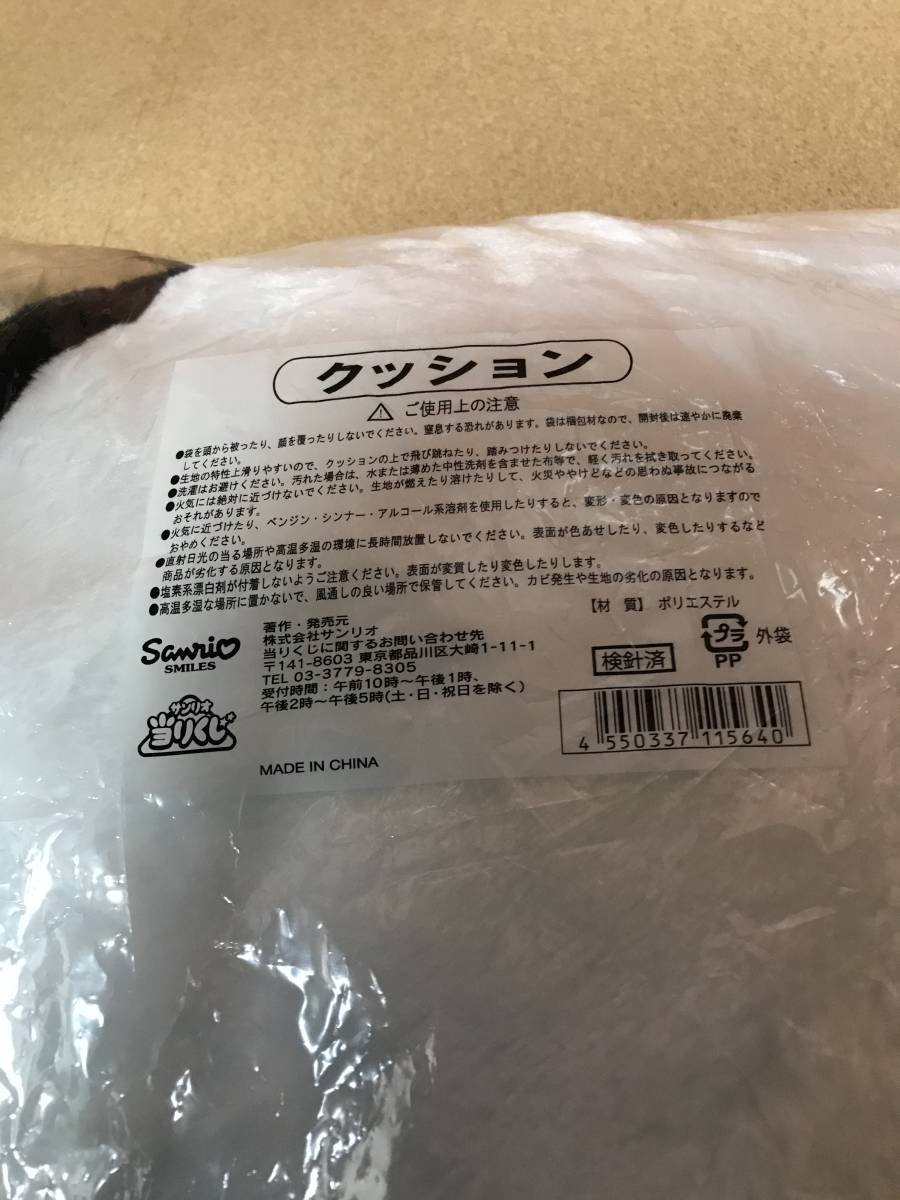 クッション
ご使用上の注意
●袋を頭から被ったり、顔を覆ったりしないでください。窒息する恐れがあります。袋は梱包材なので、開封後は速やかに廃棄
してください。
●生地の特性上滑りやすいので、クッションの上で飛び跳ねたり、踏みつけたりしないでください。
●洗濯はお避けください。汚れた場合は、水または薄めた中性洗剤を含ませた布等で、軽く汚れを拭き取ってください。
●火気には絶対に近づけないでください。生地が燃えたり溶けたりして、火災ややけどなどの思わぬ事故につながる
おそれがあります。
●火気に近づけたり、ベンジン・シンナー・アルコール系溶剤を使用したりすると、変形・変色の原因となりますので
おやめください。
●直射日光の当る場所や高温多湿の環境に長時間放置しないでください。表面が色あせしたり、変色したりするなど
商品が劣化する原因となります。
●塩素系漂白剤が付着しないようご注意ください。表面が変質したり変色したりします。
●高温多湿な場所に置かないで、風通しの良い場所で保管してください。カビ発生や生地の劣化の原因となります。
【材 質】ポリエステル
Sanrio
SMILES
サンリオ
当りくじ
著作・発売元
株式会社サンリオ
当りくじに関するお問い合わせ先
〒141-8603 東京都品川区大崎1-11-1
TEL 03-3779-8305
受付時間：午前10時～午後1時、
午後2時～午後5時(土・日・祝日を除く)
検針済
プラ 外袋
PP
4 550337 115640
MADE IN CHINA